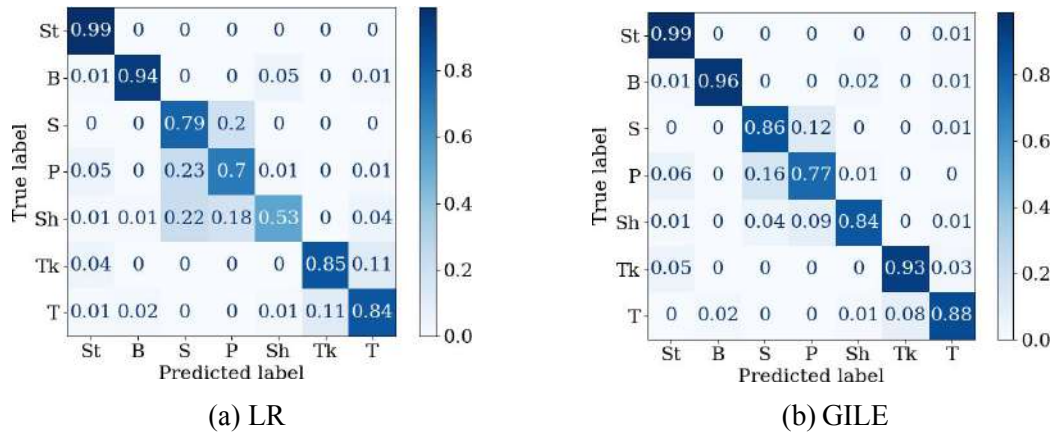 St 0.99 0 0 0 0 0 0
B 0.01 0.94 0 0 0.05 0 0.01
S 0 0 0.79 0.2 0 0 0
P 0.05 0 0.23 0.7 0.01 0 0.01
Sh 0.01 0.01 0.22 0.18 0.53 0 0.04
Tk 0.04 0 0 0 0 0.85 0.11
T 0.01 0.02 0 0 0.01 0.11 0.84
St B S P Sh Tk T
Predicted label
True label
0.8
0.6
0.4
0.2
0.0
(a) LR
St 0.99 0 0 0 0 0 0.01
B 0.01 0.96 0 0 0.02 0 0.01
S 0 0 0.86 0.12 0 0 0.01
P 0.06 0 0.16 0.77 0.01 0 0
Sh 0.01 0 0.04 0.09 0.84 0 0.01
Tk 0.05 0 0 0 0 0.93 0.03
T 0 0.02 0 0 0.01 0.08 0.88
St B S P Sh Tk T
Predicted label
True label
0.8
0.6
0.4
0.2
0.0
(b) GILE